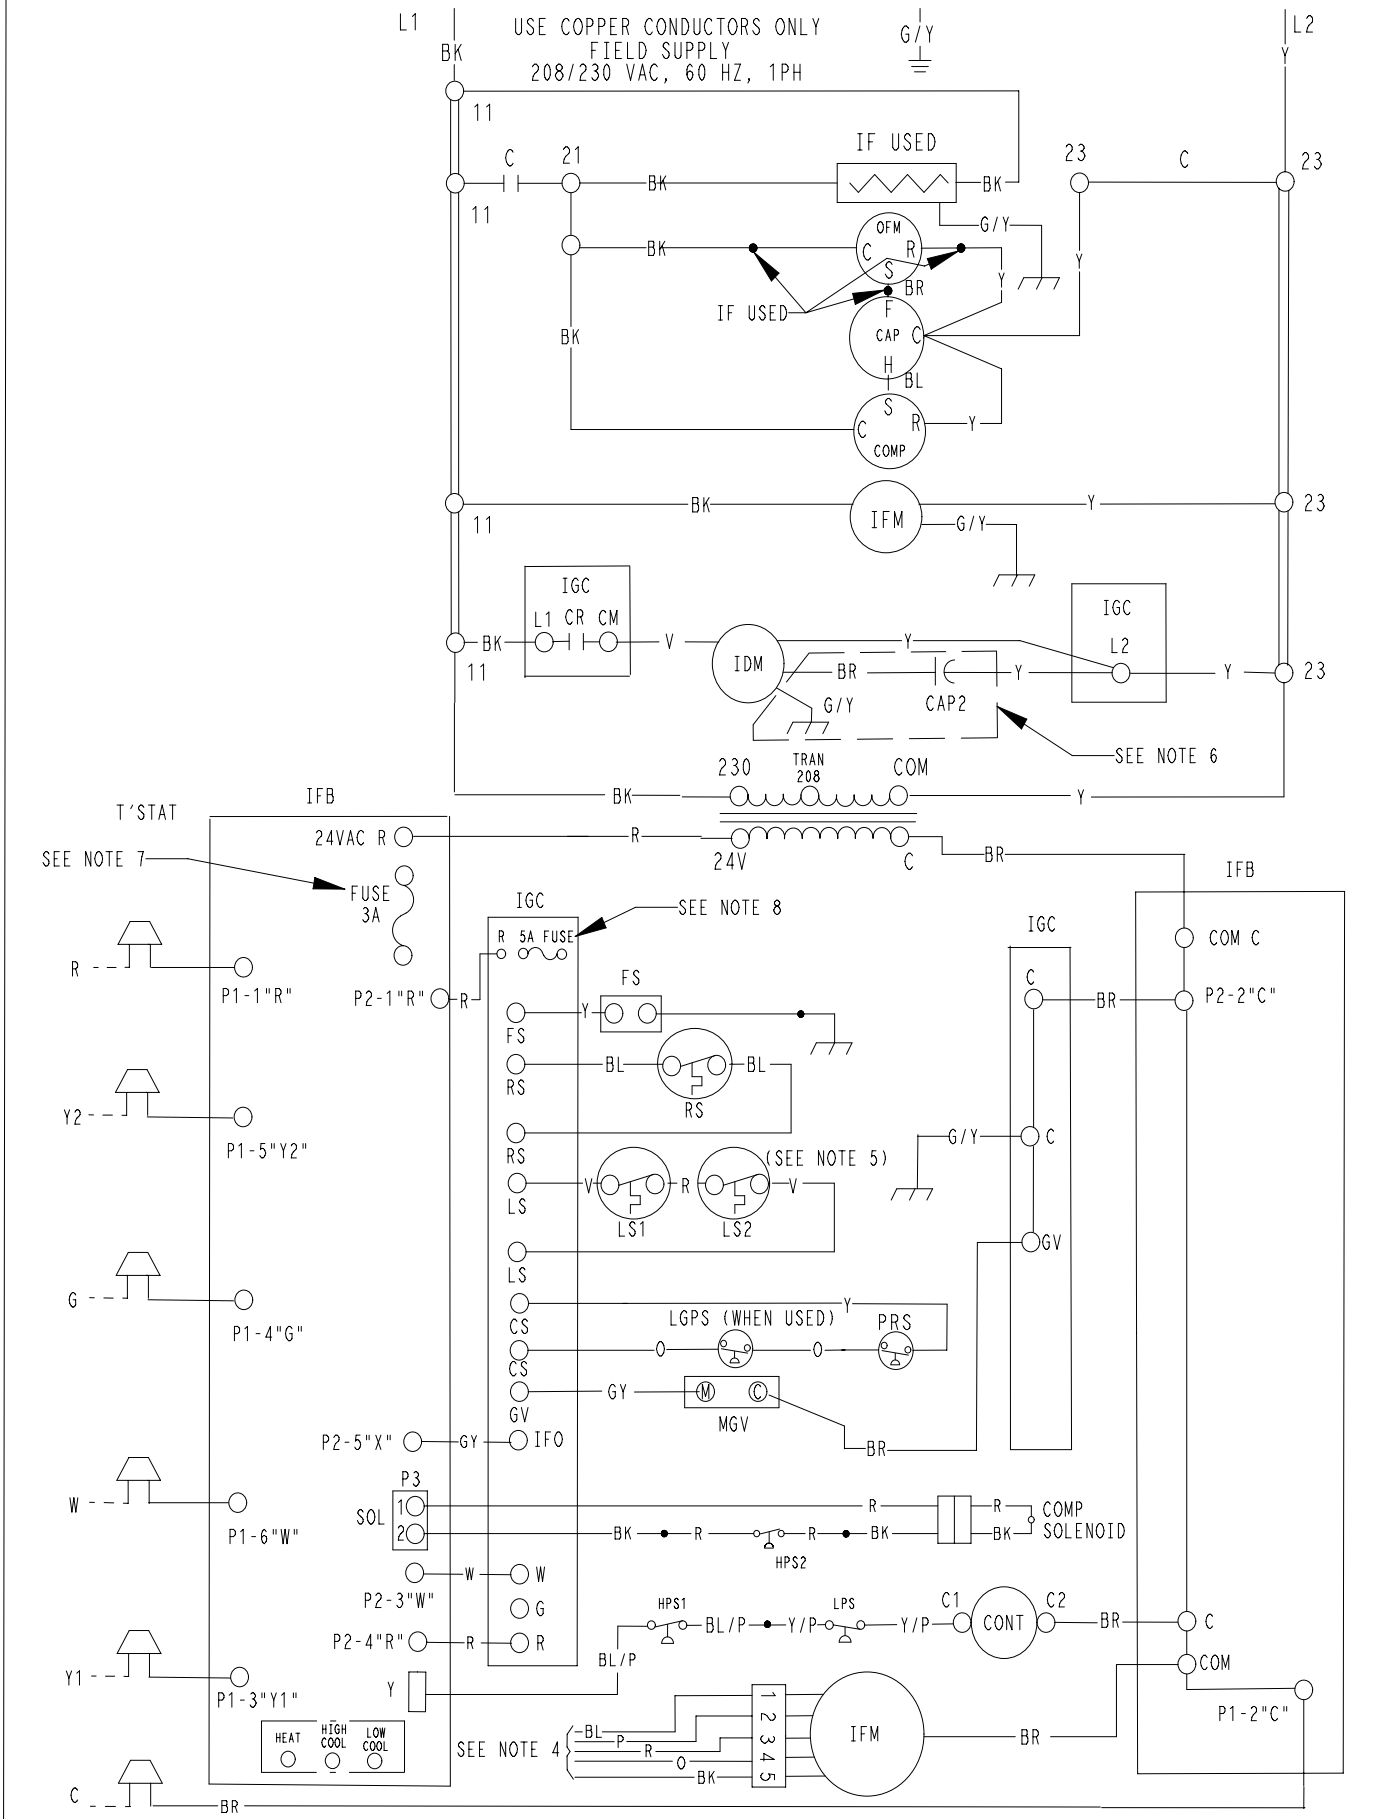 L1
USE COPPER CONDUCTORS ONLY
FIELD SUPPLY
208/230 VAC, 60 HZ, 1PH
G/Y
L2
BK
Y
11
IF USED
C
21
23
C
23
BK
BK
11
G/Y
OFM
BK
C
R
S
Y
Y
BR
IF USED
F
BK
CAP
C
H
BL
S
C
R
Y
COMP
11
BK
IFM
Y
23
G/Y
IGC
IGC
L1 CR CM
L2
BK
V
IDM
Y
BR
Y
Y
11
23
G/Y
CAP2
SEE NOTE 6
230
TRAN
208
COM
BK
Y
T'STAT
IFB
24VAC R
R
24V
C
BR
SEE NOTE 7
IFB
FUSE
3A
IGC
SEE NOTE 8
R 5A FUSE
IGC
COM C
R
P1-1"R"
P2-1"R"
R
FS
C
BR
P2-2"C"
Y
FS
BL
BL
RS
RS
Y2
P1-5"Y2"
RS
G/Y
C
(SEE NOTE 5)
V
R
V
LS
LS1
LS2
GV
LS
G
P1-4"G"
Y
LGPS (WHEN USED)
PRS
CS
O
O
CS
GY
M
C
GV
MGV
P2-5"X"
GY
IFO
BR
P3
W
P1-6"W"
SOL
1
R
R
COMP
SOLENOID
2
BK
R
R
BK
BK
HPS2
W
W
P2-3"W"
G
HPS1
LPS
C1
C2
BL/P
Y/P
Y/P
CONT
BR
C
P2-4"R"
R
R
BL/P
COM
Y1
P1-3"Y1"
Y
P1-2"C"
HEAT
HIGH
COOL
LOW
COOL
SEE NOTE 4
BL
P
R
O
BK
1
2
3
4
5
IFM
BR
C
BR